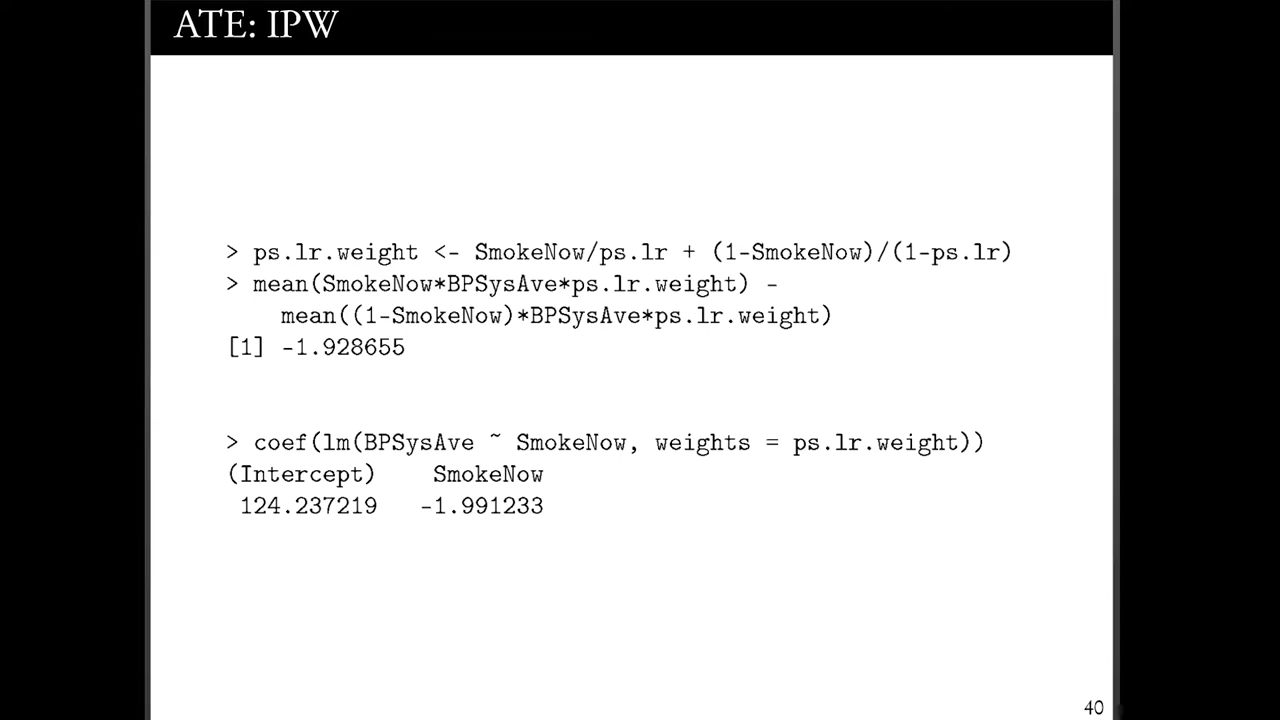 ATE: IPW
> ps.lr.weight <- SmokeNow/ps.lr + (1-SmokeNow)/(1-ps.lr)
> mean(SmokeNow*BPSysAve*ps.lr.weight) -
mean((1-SmokeNow)*BPSysAve*ps.lr.weight)
[1] -1.928655
> coef(lm(BPSysAve ~ SmokeNow, weights = ps.lr.weight))
(Intercept) SmokeNow
124.237219 -1.991233
40